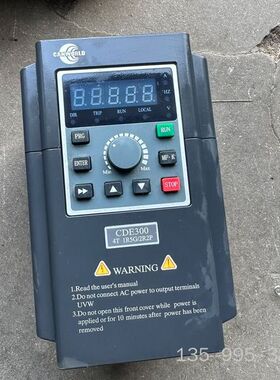 CANWORLD
A
HZ
V
DIR TRIP RUN LOCAL
PRG
RUN
ENTER
MF·K
Min
Max
STOP
CDE300
4T 1R5G/2R2P
WARNING
1.Read the user's manual
2.Do not connect AC power to output terminals
UVW
3.Do not open this front cover while power is
applied or for 10 minutes after power has been
removed
135 995